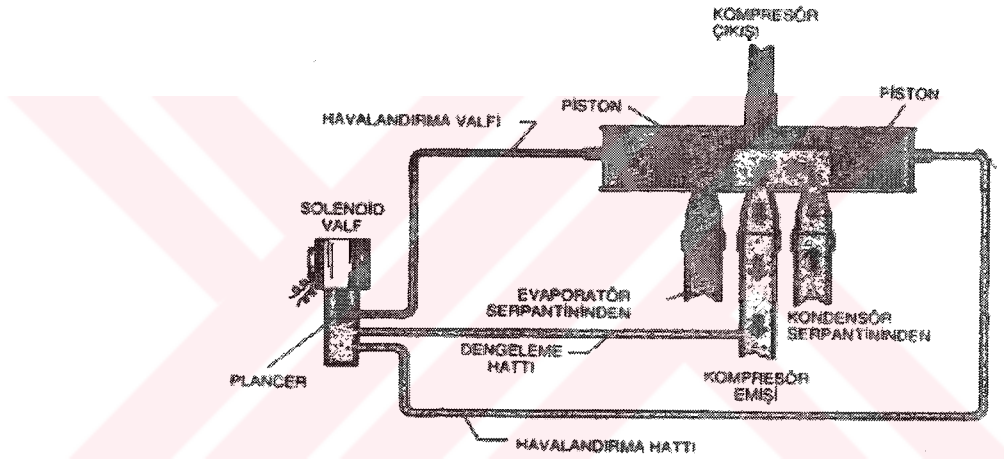 KOMPRESÖR
ÇIKIŞI
PİSTON
PİSTON
HAVALANDIRMA VALFİ
SOLENOİD
VALF
EVAPORATÖR
SERPANTİNİNDEN
KONDENSÖR
SERPANTİNİNDEN
DENGELEME
HATTI
PLANCER
KOMPRESÖR
EMİŞİ
HAVALANDIRMA HATTI